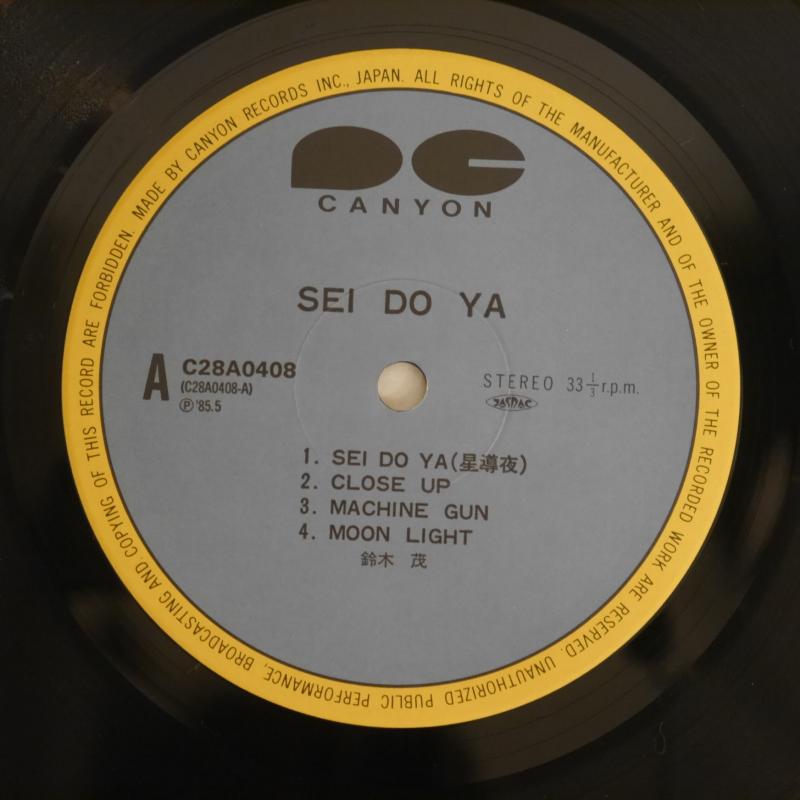 MADE BY CANYON RECORDS INC., JAPAN. ALL RIGHTS OF THE MANUFACTURER AND OF THE OWNER OF THE RECORDED WORK ARE RESERVED. UNAUTHORIZED PUBLIC PERFORMANCE, BROADCASTING AND COPYING OF THIS RECORD ARE FORBIDDEN.
CANYON
SEI DO YA
A C28A0408
(C28A0408-A)
Ⓟ '85.5
STEREO 33 1/3 r.p.m.
JASRAC
1. SEI DO YA(星導夜)
2. CLOSE UP
3. MACHINE GUN
4. MOON LIGHT
鈴木 茂